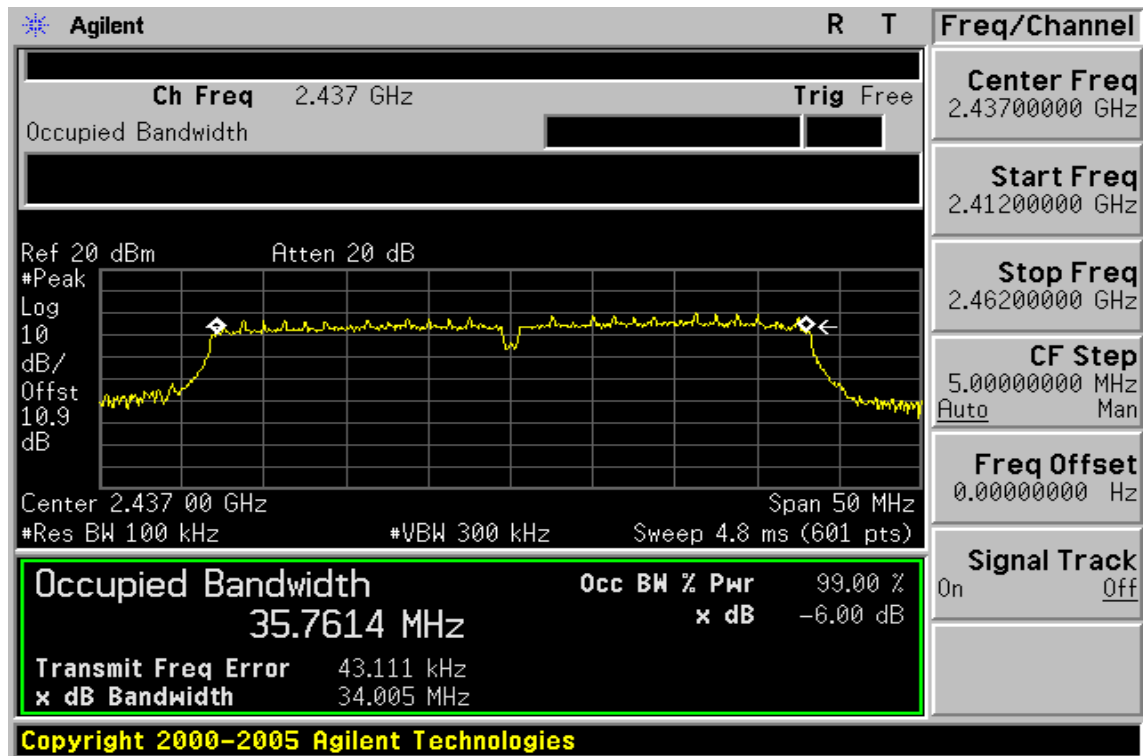 Agilent R T
Freq/Channel
Ch Freq 2.437 GHz Trig Free
Occupied Bandwidth
Center Freq
2.43700000 GHz
Start Freq
2.41200000 GHz
Stop Freq
2.46200000 GHz
CF Step
5.00000000 MHz
Auto Man
Freq Offset
0.00000000 Hz
Signal Track
On Off
Ref 20 dBm Atten 20 dB
#Peak
Log
10
dB/
Offst
10.9
dB
Center 2.437 00 GHz Span 50 MHz
#Res BW 100 kHz #VBW 300 kHz Sweep 4.8 ms (601 pts)
Occupied Bandwidth Occ BW % Pwr 99.00 %
35.7614 MHz x dB -6.00 dB
Transmit Freq Error 43.111 kHz
x dB Bandwidth 34.005 MHz
Copyright 2000-2005 Agilent Technologies